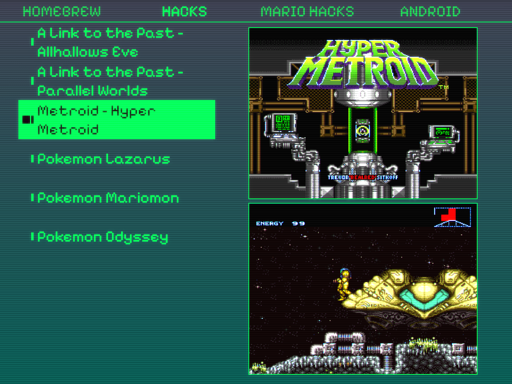 HOMEBREW HACKS MARIO HACKS ANDROID
A Link to the Past -
Allhallows Eve
A Link to the Past -
Parallel Worlds
Metroid - Hyper
Metroid
Pokemon Lazarus
Pokemon Mariomon
Pokemon Odyssey
HYPER
METROID
TM
ENERGY 99